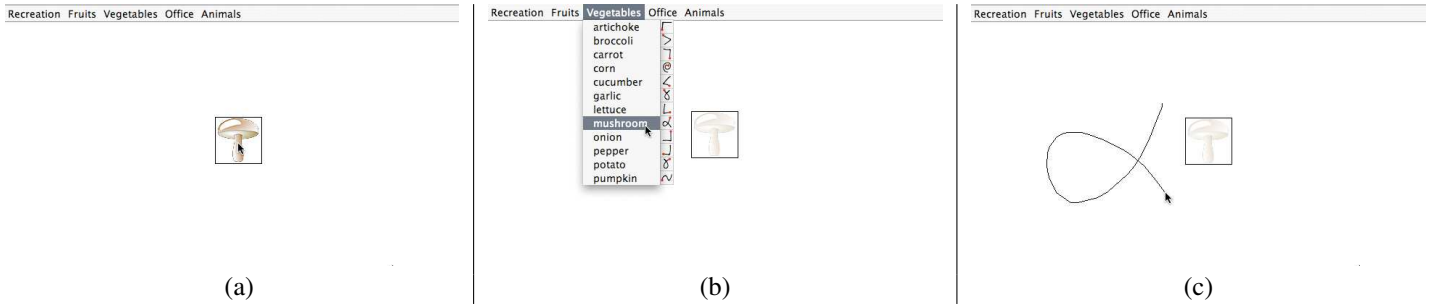 Recreation Fruits Vegetables Office Animals
(a)
Recreation Fruits Vegetables Office Animals
artichoke
broccoli
carrot
corn
cucumber
garlic
lettuce
mushroom
onion
pepper
potato
pumpkin
(b)
Recreation Fruits Vegetables Office Animals
(c)